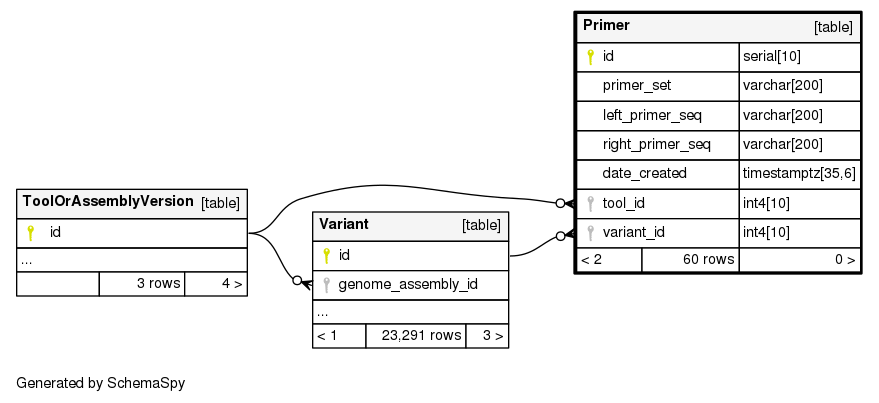 Primer [table]
id serial[10]
primer_set varchar[200]
left_primer_seq varchar[200]
right_primer_seq varchar[200]
date_created timestamptz[35,6]
tool_id int4[10]
variant_id int4[10]
< 2 60 rows 0 >
ToolOrAssemblyVersion [table]
id
...
3 rows 4 >
Variant [table]
id
genome_assembly_id
...
< 1 23,291 rows 3 >
Generated by SchemaSpy